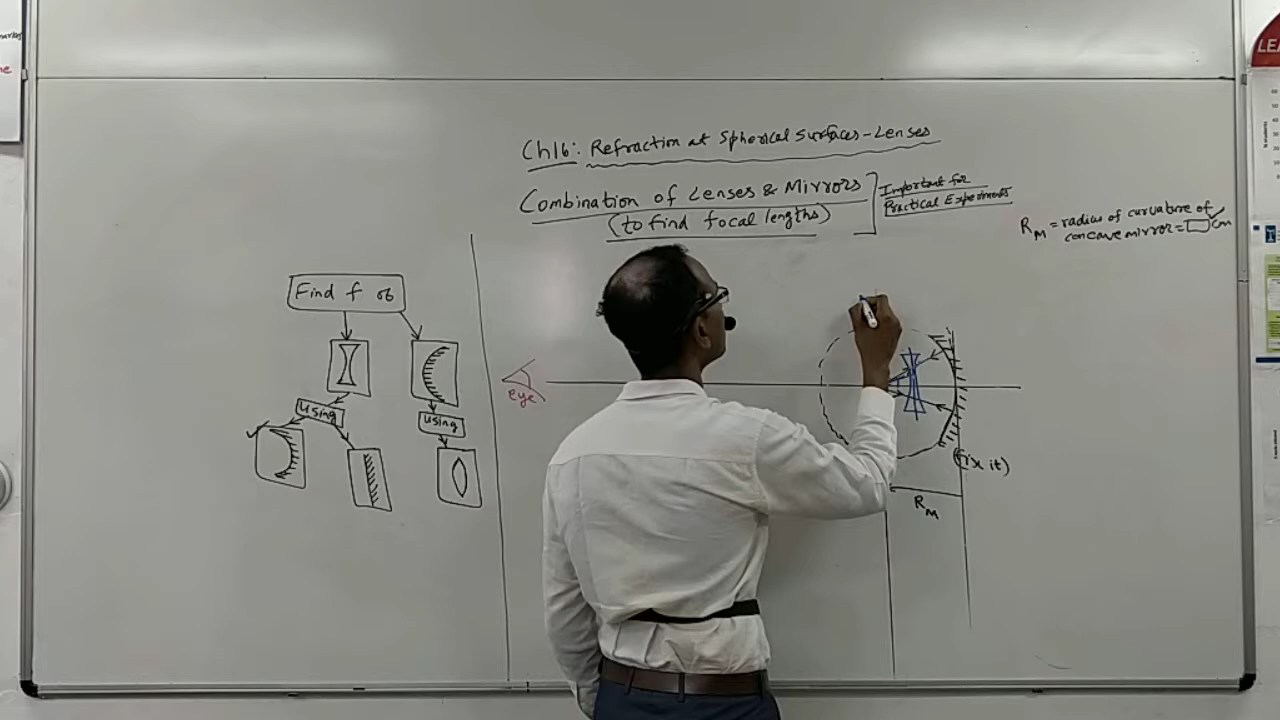 Ch16: Refraction at Spherical Surfaces-Lenses
Combination of Lenses & Mirrors
(to find focal lengths)
Important for
Practical Experiments
R_M = radius of curvature of
concave mirror = cm
Find f of
using
using
eye
(Fix it)
R_M
LEA